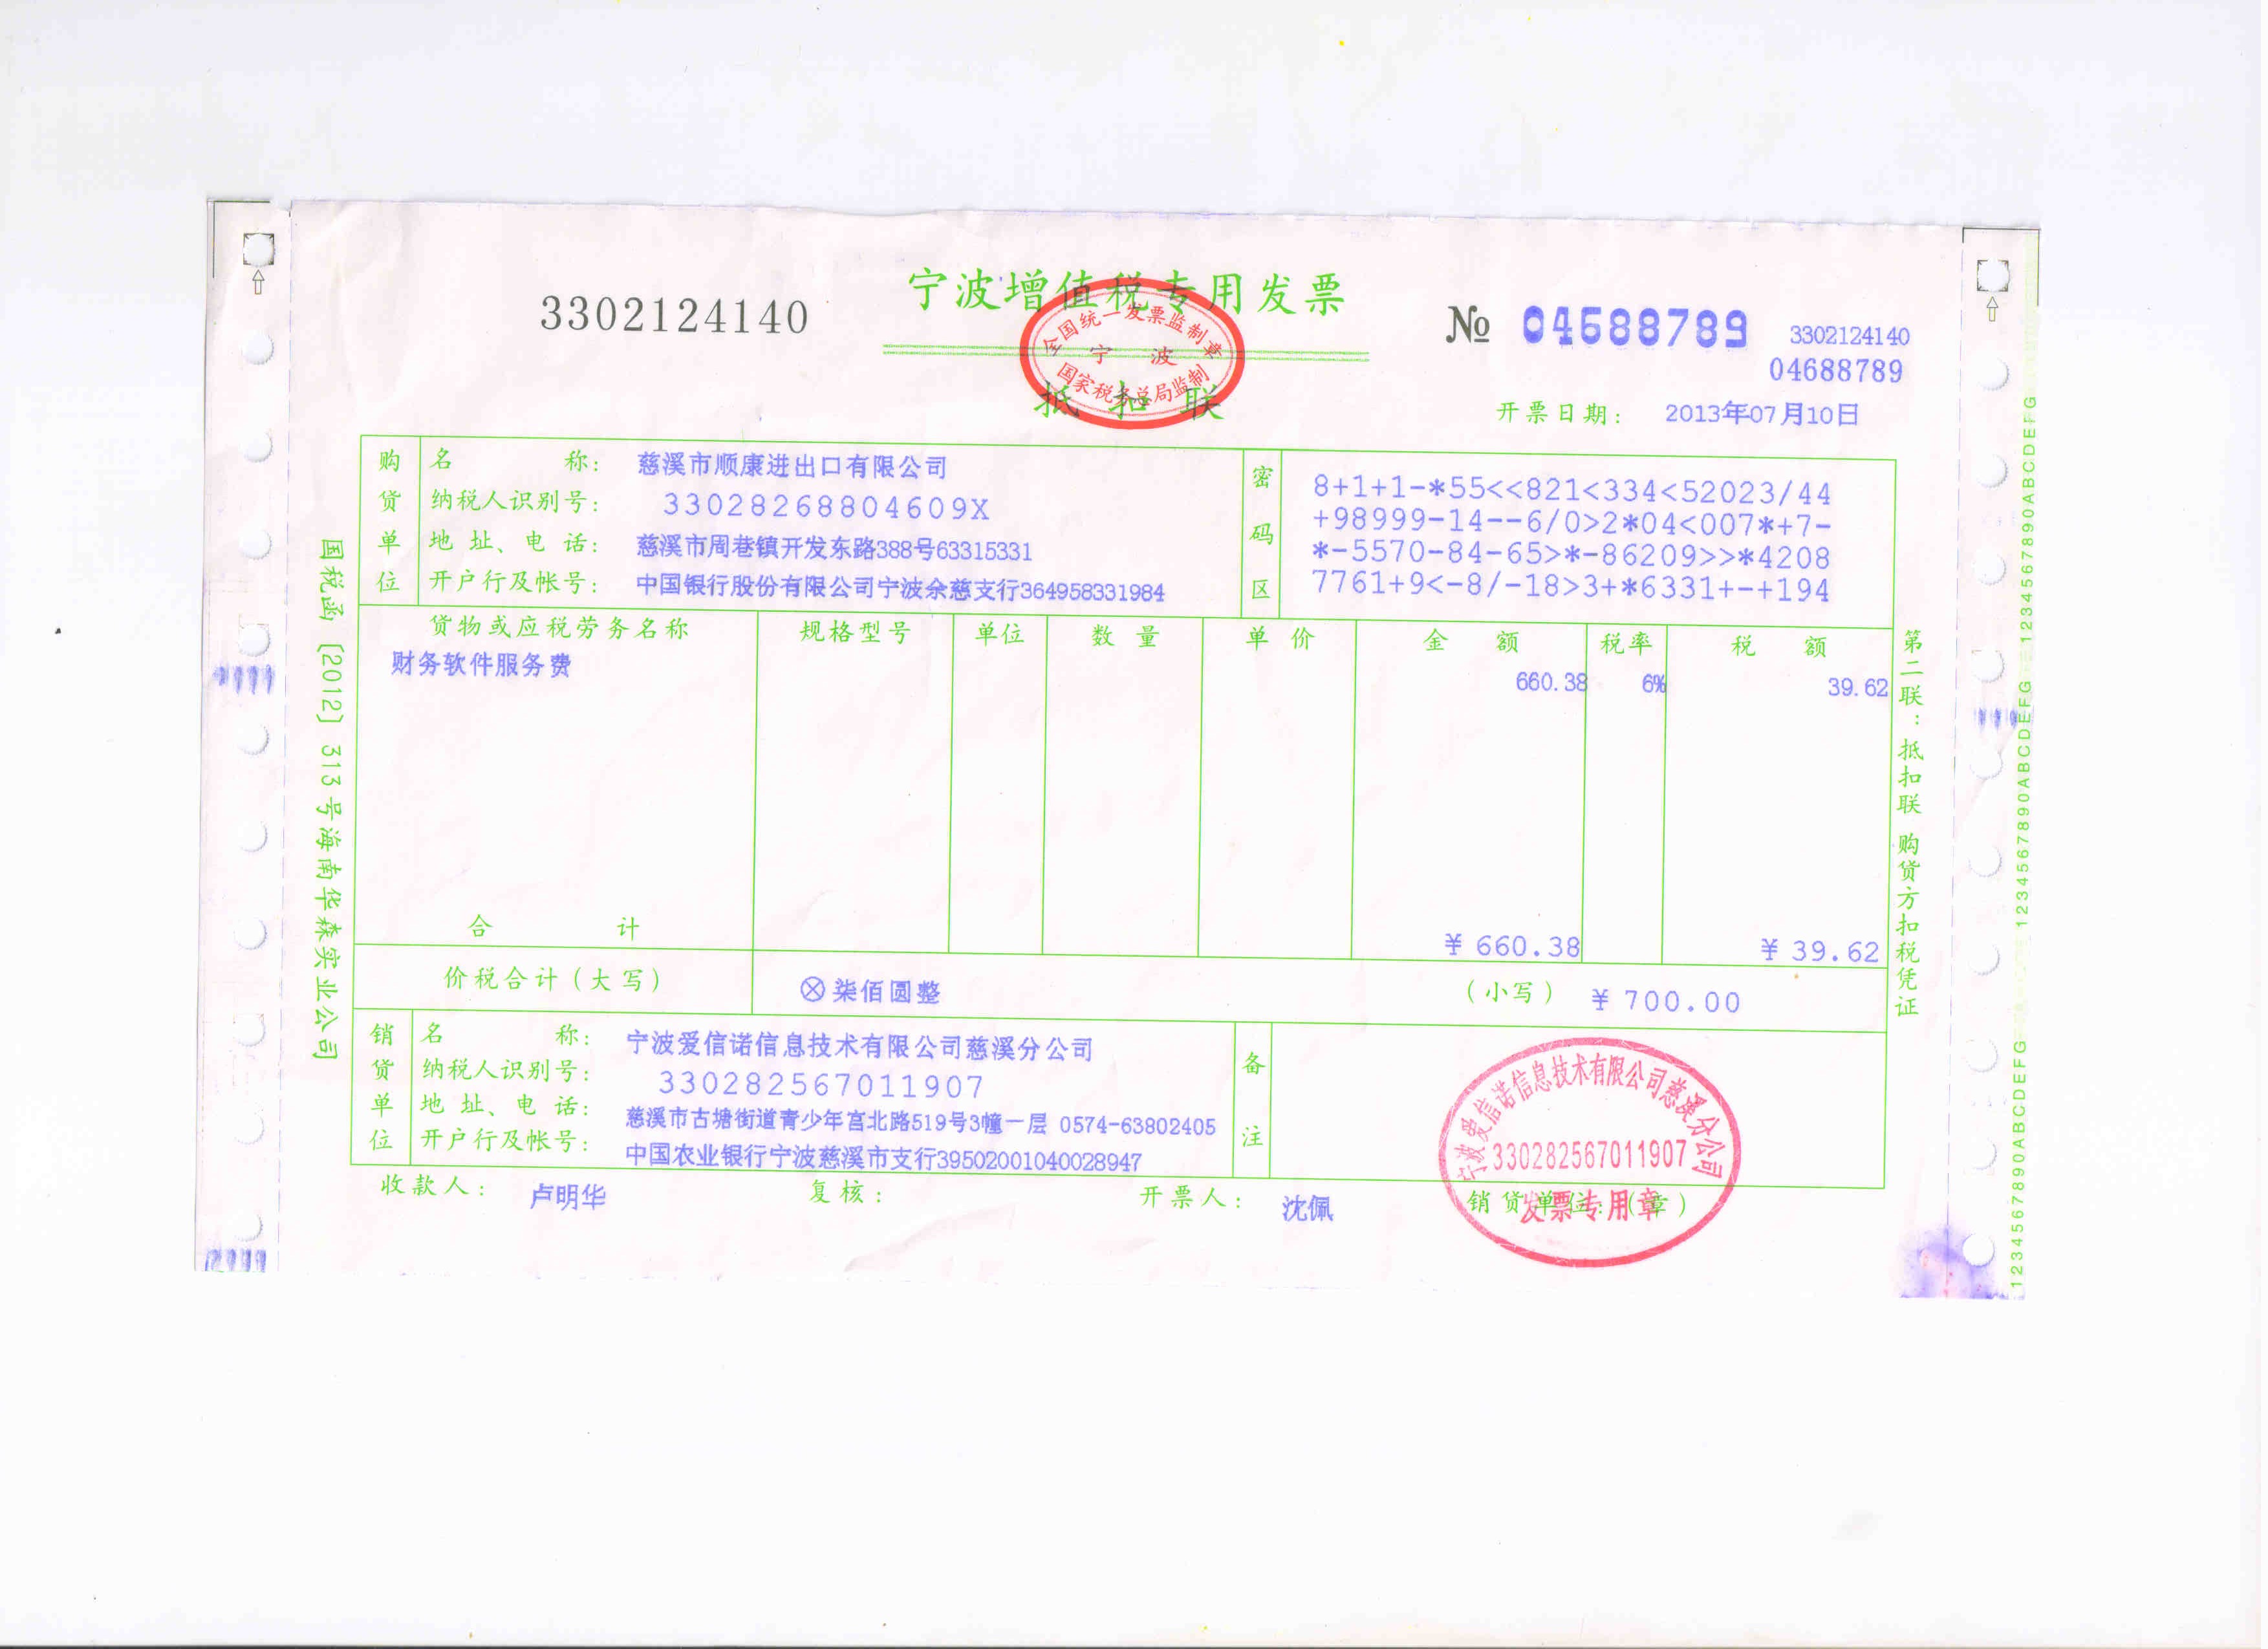 宁波增值税专用发票
3302124140
全国统一发票监制章
宁 波
国家税务总局监制
抵 扣 联
№ 04688789
3302124140
04688789
开票日期: 2013年07月10日
购货单位
名 称: 慈溪市顺康进出口有限公司
纳税人识别号: 33028268804609X
地 址、电 话: 慈溪市周巷镇开发东路388号63315331
开户行及帐号: 中国银行股份有限公司宁波余慈支行364958331984
密码区
8+1+1-*55<<821<334<52023/44
+98999-14--6/0>2*04<007*+7-
*-5570-84-65>*-86209>>*4208
7761+9<-8/-18>3+*6331+-+194
货物或应税劳务名称 规格型号 单位 数 量 单 价 金 额 税率 税 额
财务软件服务费 660.38 6% 39.62
合 计 ¥ 660.38 ¥ 39.62
价税合计(大写) ⊗柒佰圆整 (小写) ¥ 700.00
销货单位
名 称: 宁波爱信诺信息技术有限公司慈溪分公司
纳税人识别号: 330282567011907
地 址、电 话: 慈溪市古塘街道青少年宫北路519号3幢一层 0574-63802405
开户行及帐号: 中国农业银行宁波慈溪市支行39502001040028947
备注
宁波爱信诺信息技术有限公司慈溪分公司
330282567011907
发票专用章
收款人: 卢明华 复核: 开票人: 沈佩 销货单位:(章)
国税函〔2012〕313号海南华森实业公司
第二联:抵扣联 购货方扣税凭证
1234567890ABCDEFG 1234567890ABCDEFG 1234567890ABCDEFG 1234567890ABCDEFG